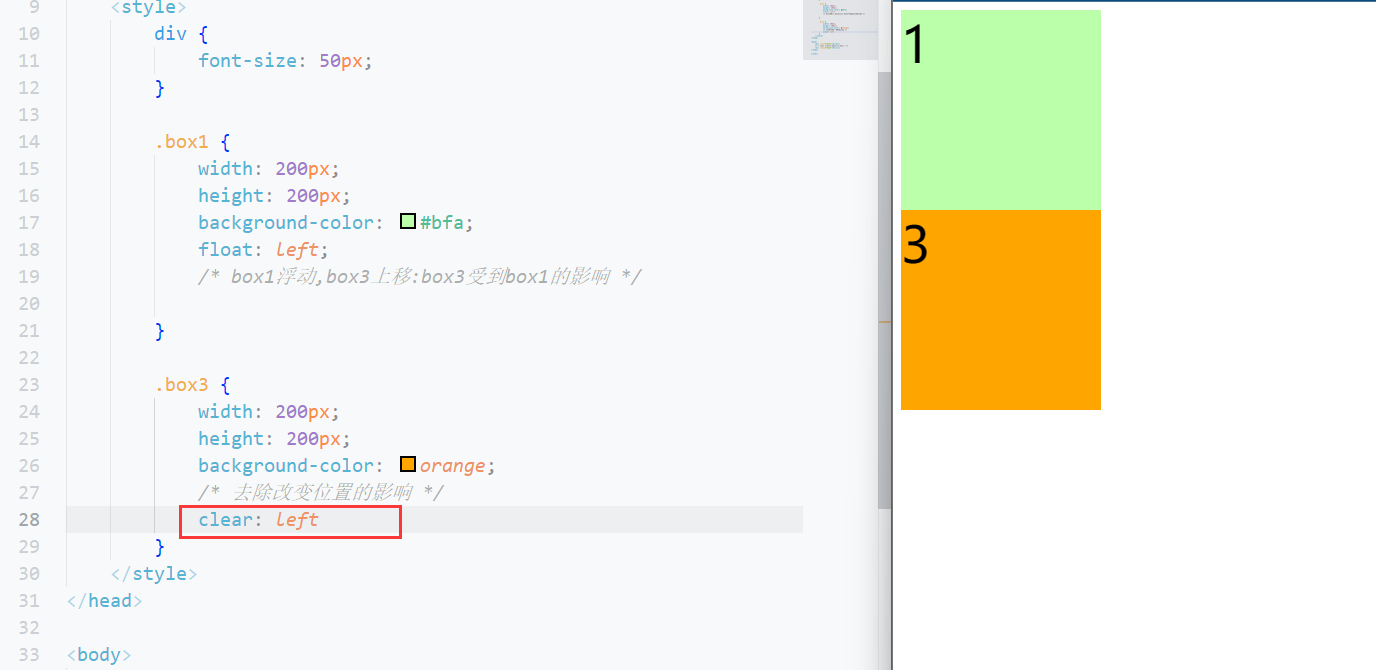 9 <style>
10 div {
11 font-size: 50px;
12 }
13
14 .box1 {
15 width: 200px;
16 height: 200px;
17 background-color: #bfa;
18 float: left;
19 /* box1浮动,box3上移:box3受到box1的影响 */
20
21 }
22
23 .box3 {
24 width: 200px;
25 height: 200px;
26 background-color: orange;
27 /* 去除改变位置的影响 */
28 clear: left
29 }
30 </style>
31 </head>
32
33 <body>
1
3